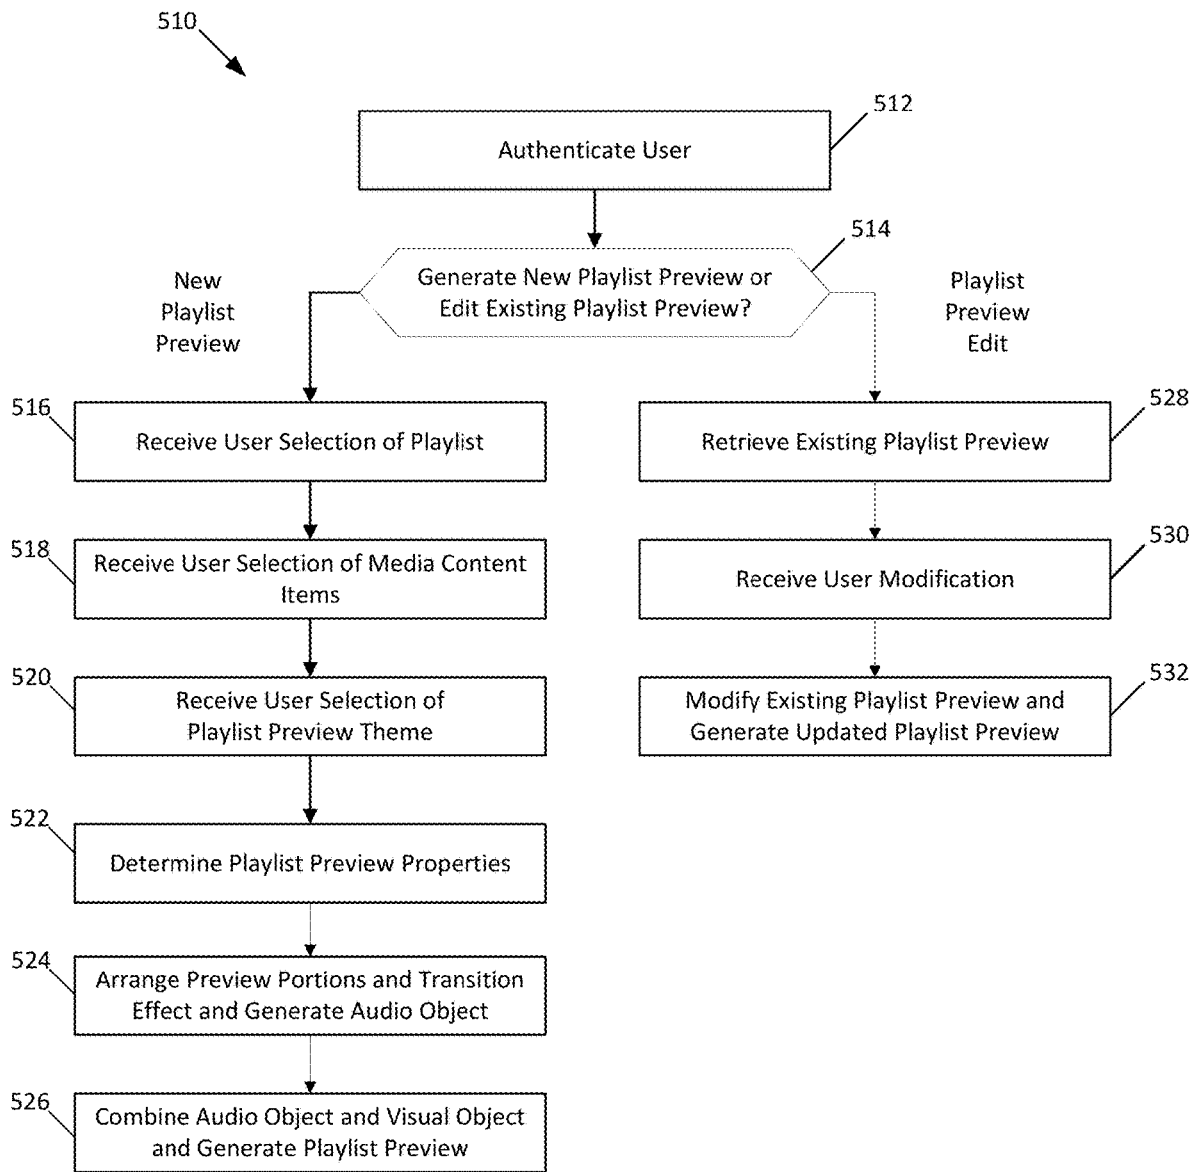 510
512
Authenticate User
514
Generate New Playlist Preview or
Edit Existing Playlist Preview?
New
Playlist
Preview
Playlist
Preview
Edit
516
Receive User Selection of Playlist
528
Retrieve Existing Playlist Preview
518
Receive User Selection of Media Content
Items
530
Receive User Modification
520
Receive User Selection of
Playlist Preview Theme
532
Modify Existing Playlist Preview and
Generate Updated Playlist Preview
522
Determine Playlist Preview Properties
524
Arrange Preview Portions and Transition
Effect and Generate Audio Object
526
Combine Audio Object and Visual Object
and Generate Playlist Preview